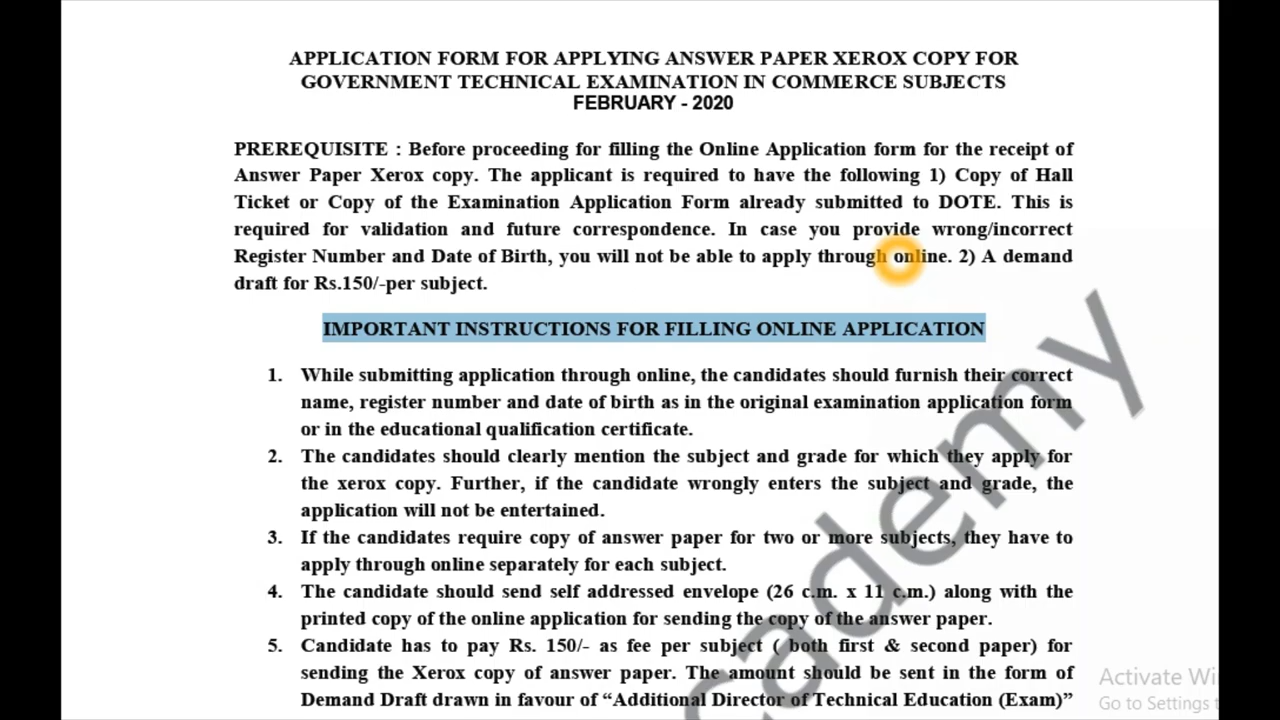 APPLICATION FORM FOR APPLYING ANSWER PAPER XEROX COPY FOR
GOVERNMENT TECHNICAL EXAMINATION IN COMMERCE SUBJECTS
FEBRUARY - 2020
PREREQUISITE : Before proceeding for filling the Online Application form for the receipt of
Answer Paper Xerox copy. The applicant is required to have the following 1) Copy of Hall
Ticket or Copy of the Examination Application Form already submitted to DOTE. This is
required for validation and future correspondence. In case you provide wrong/incorrect
Register Number and Date of Birth, you will not be able to apply through online. 2) A demand
draft for Rs.150/-per subject.
IMPORTANT INSTRUCTIONS FOR FILLING ONLINE APPLICATION
1. While submitting application through online, the candidates should furnish their correct
name, register number and date of birth as in the original examination application form
or in the educational qualification certificate.
2. The candidates should clearly mention the subject and grade for which they apply for
the xerox copy. Further, if the candidate wrongly enters the subject and grade, the
application will not be entertained.
3. If the candidates require copy of answer paper for two or more subjects, they have to
apply through online separately for each subject.
4. The candidate should send self addressed envelope (26 c.m. x 11 c.m.) along with the
printed copy of the online application for sending the copy of the answer paper.
5. Candidate has to pay Rs. 150/- as fee per subject ( both first & second paper) for
sending the Xerox copy of answer paper. The amount should be sent in the form of
Demand Draft drawn in favour of “Additional Director of Technical Education (Exam)”
cademy
Activate Wi
Go to Settings t